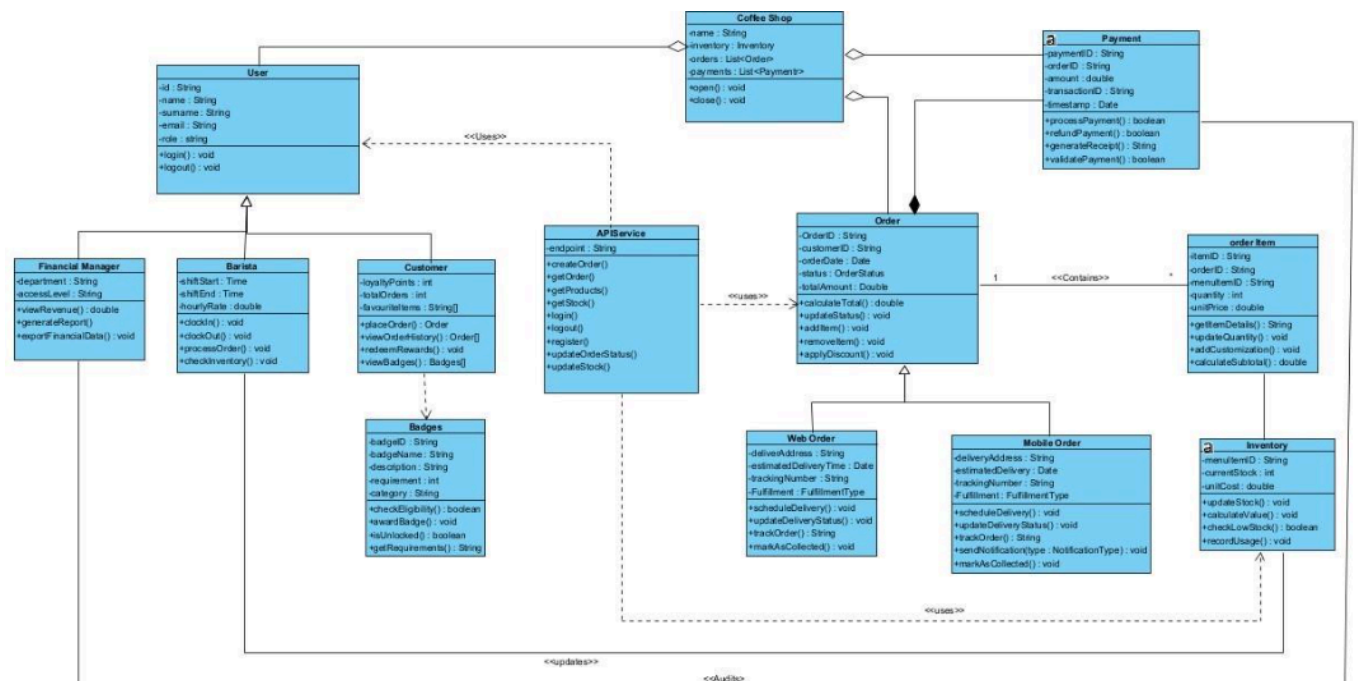 Coffee Shop
-name : String
-inventory : Inventory
-orders : List<Order>
-payments : List<Paymentr>
+open() : void
+close() : void
a
Payment
-paymentID : String
-orderID : String
-amount : double
-transactionID : String
-timestamp : Date
+processPayment() : boolean
+refundPayment() : boolean
+generateReceipt() : String
+validatePayment() : boolean
User
-id : String
-name : String
-surname : String
-email : String
-role : string
+login() : void
+logout() : void
<<Uses>>
Financial Manager
-department : String
-accessLevel : String
+viewRevenue() : double
+generateReport()
+exportFinancialData() : void
Barista
-shiftStart : Time
-shiftEnd : Time
-hourlyRate : double
+clockIn() : void
+clockOut() : void
+processOrder() : void
+checkInventory() : void
Customer
-loyaltyPoints : int
-totalOrders : int
-favouriteItems : String[]
+placeOrder() : Order
+viewOrderHistory() : Order[]
+redeemRewards() : void
+viewBadges() : Badges[]
APIService
-endpoint : String
+createOrder()
+getOrder()
+getProducts()
+getStock()
+login()
+logout()
+register()
+updateOrderStatus()
+updateStock()
<<uses>>
Order
-OrderID : String
-customerID : String
-orderDate : Date
-status : OrderStatus
-totalAmount : Double
+calculateTotal() : double
+updateStatus() : void
+addItem() : void
+removeItem() : void
+applyDiscount() : void
1
<<Contains>>
*
order Item
-itemID : String
-orderID : String
-menuItemID : String
-quantity : int
-unitPrice : double
+getItemDetails() : String
+updateQuantity() : void
+addCustomization() : void
+calculateSubtotal() : double
Badges
-badgeID : String
-badgeName : String
-description : String
-requirement : int
-category : String
+checkEligibility() : boolean
+awardBadge() : void
+isUnlocked() : boolean
+getRequirements() : String
Web Order
-deliverAddress : String
-estimatedDeliveryTime : Date
-trackingNumber : String
-Fulfillment : FulfillmentType
+scheduleDelivery() : void
+updateDeliveryStatus() : void
+trackOrder() : String
+markAsCollected() : void
Mobile Order
-deliveryAddress : String
-estimatedDelivery : Date
-trackingNumber : String
-Fulfillment : FulfillmentType
+scheduleDelivery() : void
+updateDeliveryStatus() : void
+trackOrder() : String
+sendNotification(type : NotificationType) : void
+markAsCollected() : void
a
Inventory
-menuItemID : String
-currentStock : int
-unitCost : double
+updateStock() : void
+calculateValue() : void
+checkLowStock() : boolean
+recordUsage() : void
<<uses>>
<<updates>>
<<Audits>